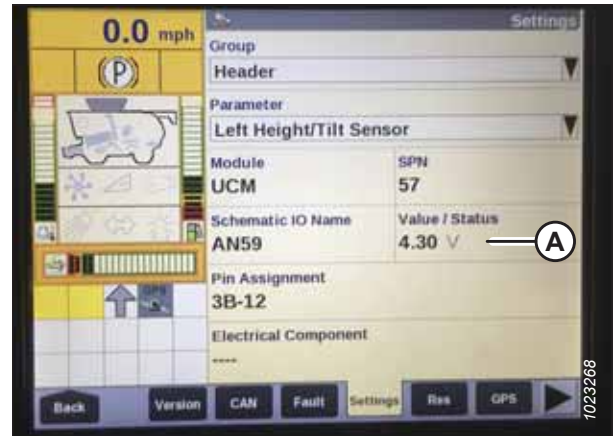 0.0 mph
(P)
Settings
Group
Header
Parameter
Left Height/Tilt Sensor
Module
SPN
UCM
57
Schematic IO Name
Value / Status
AN59
4.30 V
A
Pin Assignment
3B-12
Electrical Component
----
Back
Version
CAN
Fault
Settings
Res
GPS
1023268